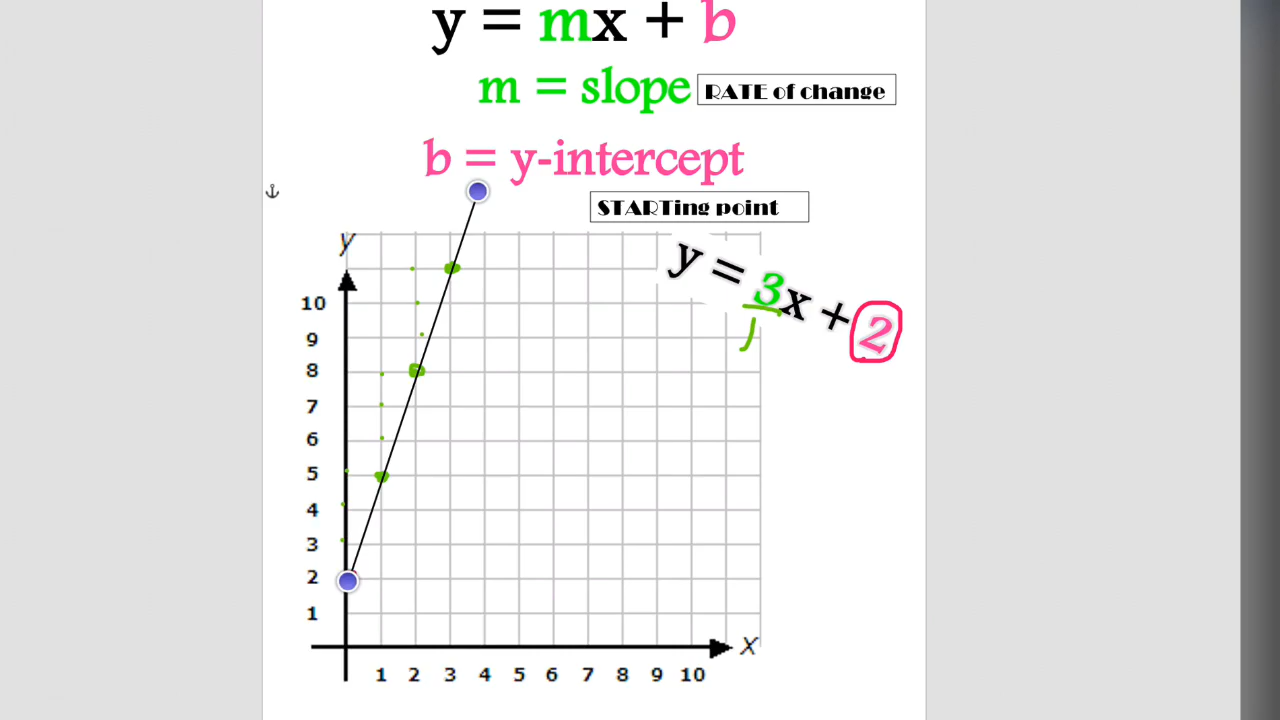 y = mx + b
m = slope RATE of change
b = y-intercept
STARTing point
y = 3x + 2
1
y
10
9
8
7
6
5
4
3
2
1
x
1 2 3 4 5 6 7 8 9 10